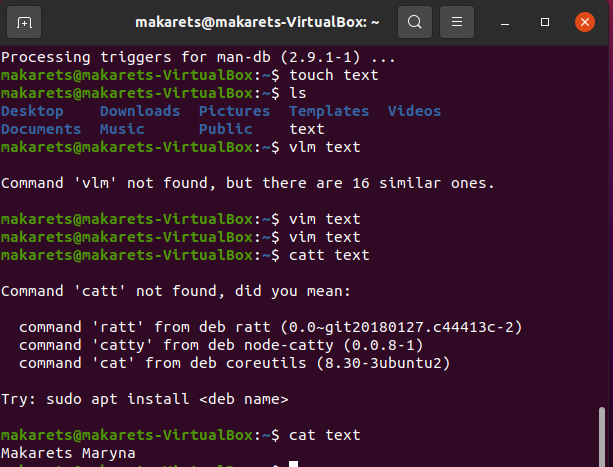 makarets@makarets-VirtualBox: ~
Processing triggers for man-db (2.9.1-1) ...
makarets@makarets-VirtualBox:~$ touch text
makarets@makarets-VirtualBox:~$ ls
Desktop    Downloads  Pictures  Templates  Videos
Documents  Music      Public    text
makarets@makarets-VirtualBox:~$ vlm text

Command 'vlm' not found, but there are 16 similar ones.

makarets@makarets-VirtualBox:~$ vim text
makarets@makarets-VirtualBox:~$ vim text
makarets@makarets-VirtualBox:~$ catt text

Command 'catt' not found, did you mean:

  command 'ratt' from deb ratt (0.0~git20180127.c44413c-2)
  command 'catty' from deb node-catty (0.0.8-1)
  command 'cat' from deb coreutils (8.30-3ubuntu2)

Try: sudo apt install <deb name>

makarets@makarets-VirtualBox:~$ cat text
Makarets Maryna
makarets@makarets-VirtualBox:~$